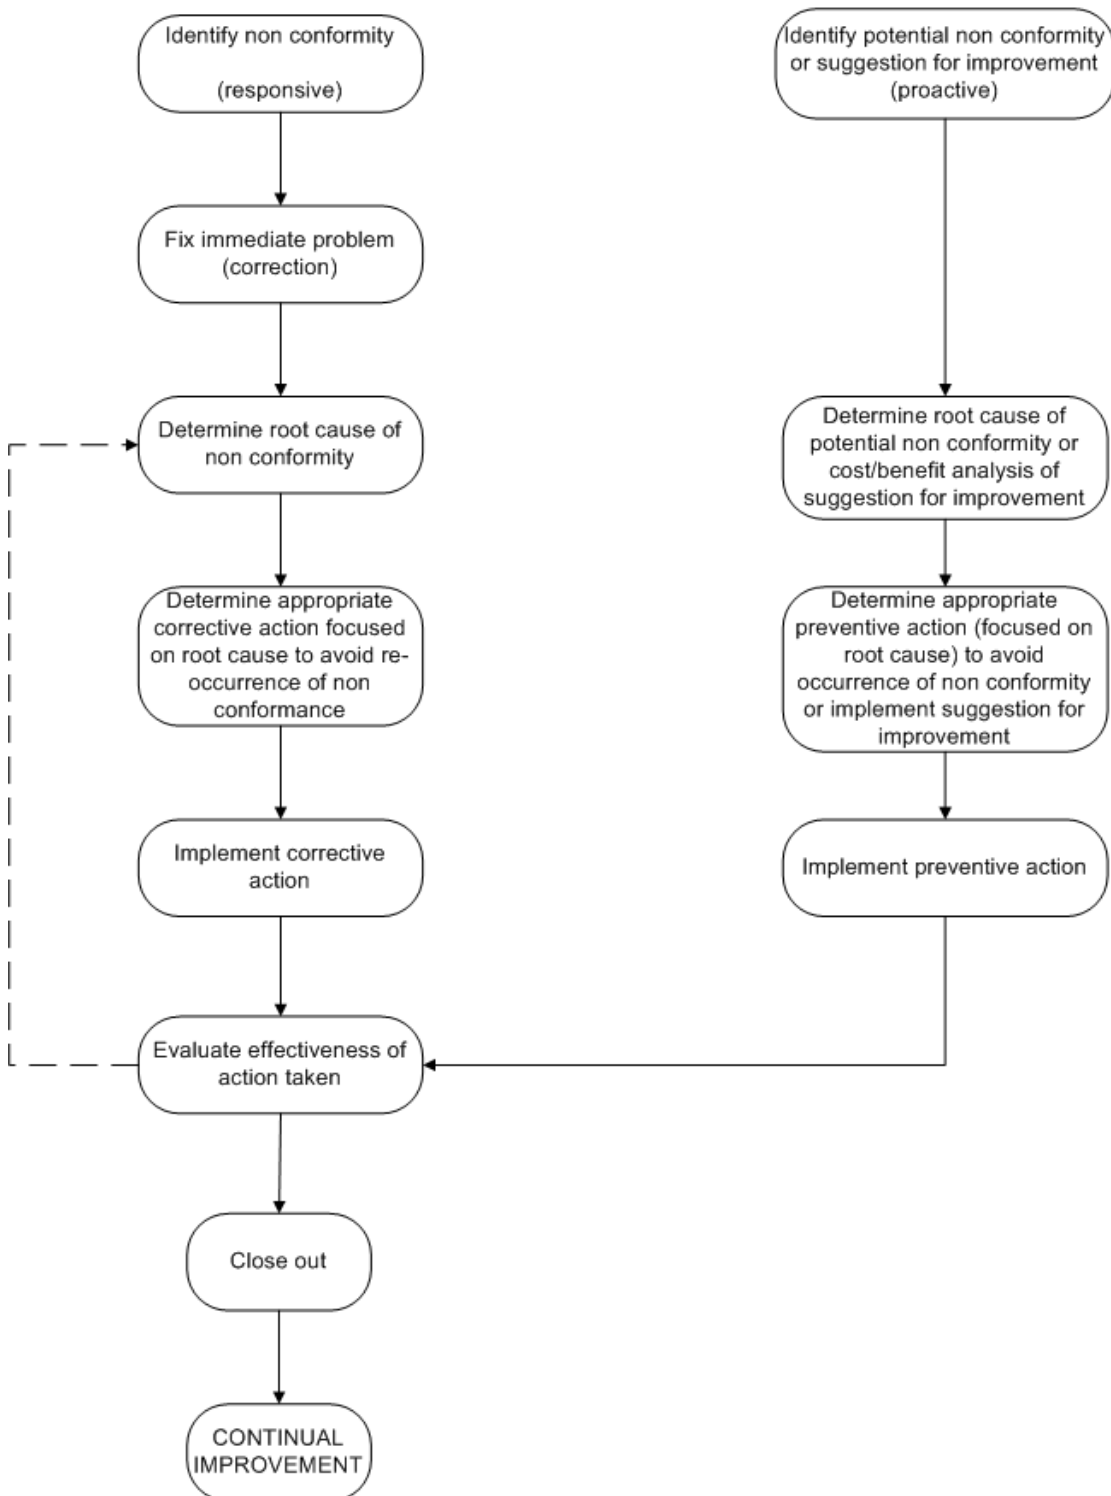 Identify non conformity
(responsive)
Identify potential non conformity
or suggestion for improvement
(proactive)
Fix immediate problem
(correction)
Determine root cause of
non conformity
Determine root cause of
potential non conformity or
cost/benefit analysis of
suggestion for improvement
Determine appropriate
corrective action focused
on root cause to avoid re-
occurrence of non
conformance
Determine appropriate
preventive action (focused on
root cause) to avoid
occurrence of non conformity
or implement suggestion for
improvement
Implement corrective
action
Implement preventive action
Evaluate effectiveness of
action taken
Close out
CONTINUAL
IMPROVEMENT